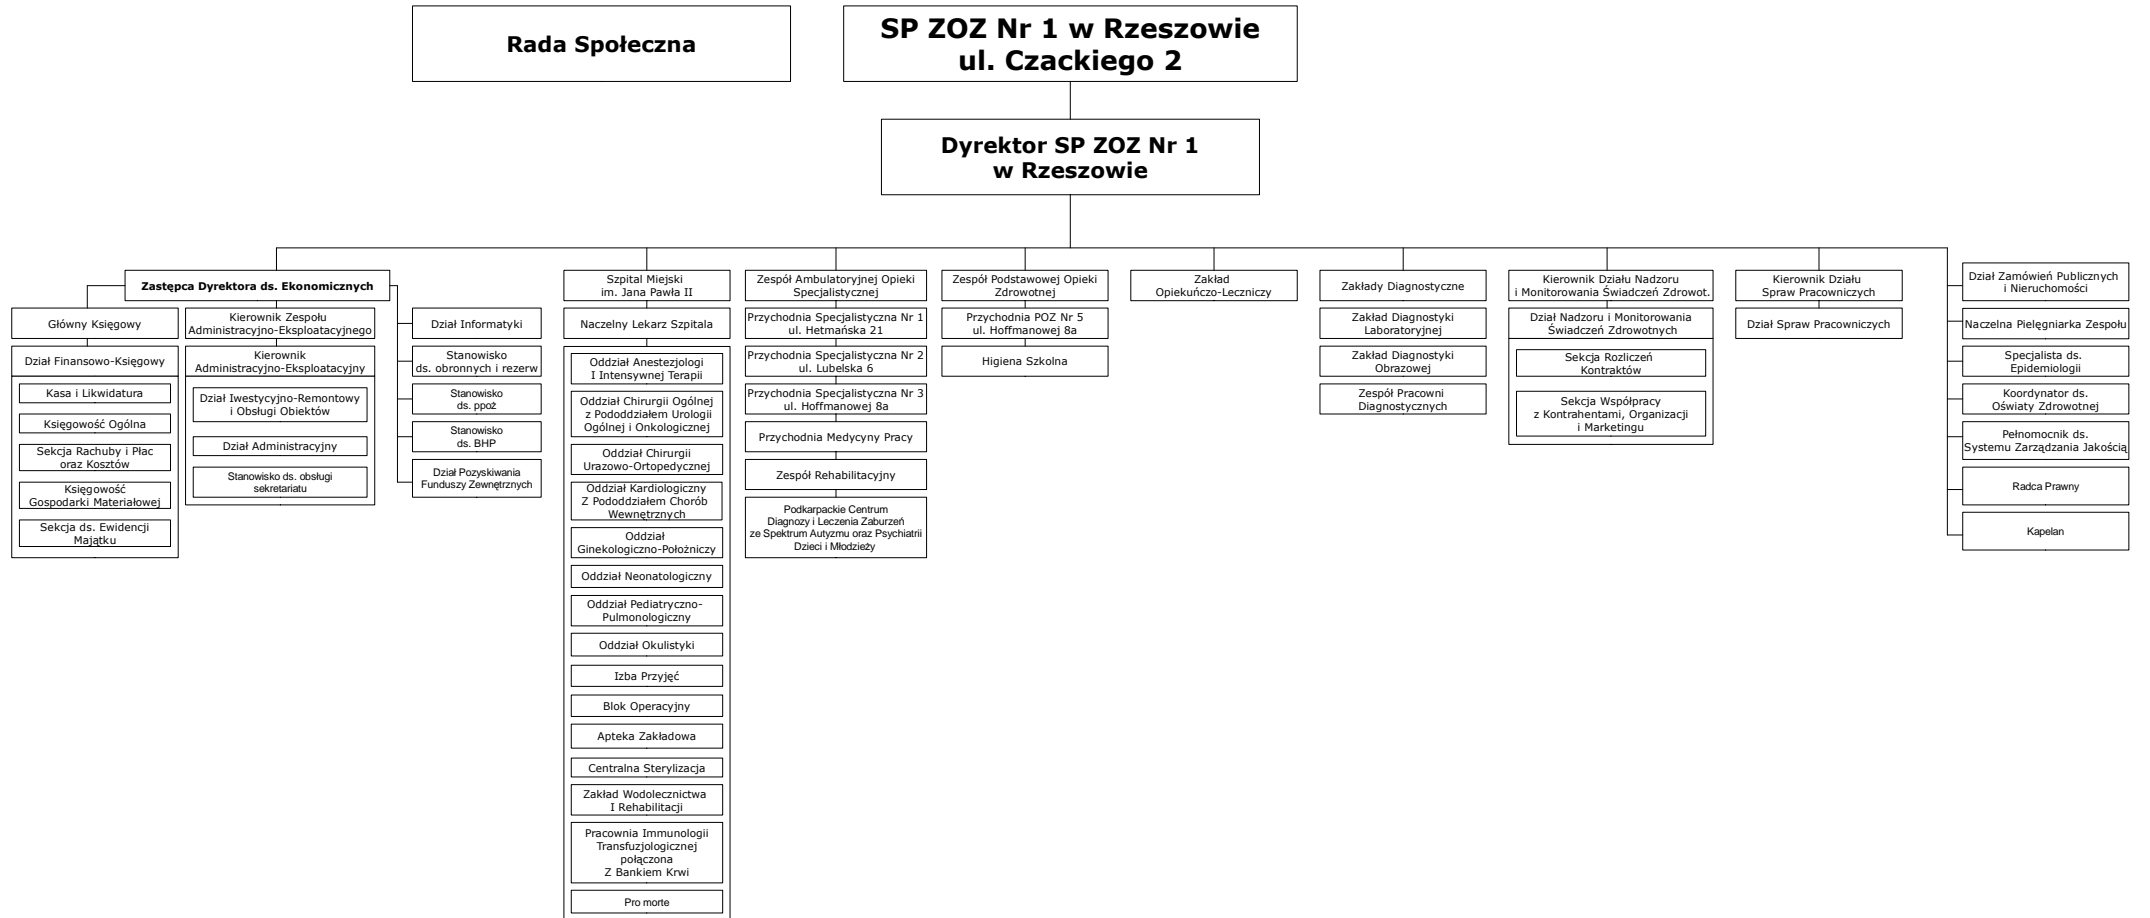 Rada Społeczna
SP ZOZ Nr 1 w Rzeszowie
ul. Czackiego 2
Dyrektor SP ZOZ Nr 1
w Rzeszowie
Zastępca Dyrektora ds. Ekonomicznych
Główny Księgowy
Dział Finansowo-Księgowy
Kasa i Likwidatura
Księgowość Ogólna
Sekcja Rachuby i Płac
oraz Kosztów
Księgowość
Gospodarki Materiałowej
Sekcja ds. Ewidencji
Majątku
Kierownik Zespołu
Administracyjno-Eksploatacyjnego
Kierownik
Administracyjno-Eksploatacyjny
Dział Iwestycyjno-Remontowy
i Obsługi Obiektów
Dział Administracyjny
Stanowisko ds. obsługi
sekretariatu
Dział Informatyki
Stanowisko
ds. obronnych i rezerw
Stanowisko
ds. ppoż
Stanowisko
ds. BHP
Dział Pozyskiwania
Funduszy Zewnętrznych
Szpital Miejski
im. Jana Pawła II
Naczelny Lekarz Szpitala
Oddział Anestezjologi
I Intensywnej Terapii
Oddział Chirurgii Ogólnej
z Pododdziałem Urologii
Ogólnej i Onkologicznej
Oddział Chirurgii
Urazowo-Ortopedycznej
Oddział Kardiologiczny
Z Pododdziałem Chorób
Wewnętrznych
Oddział
Ginekologiczno-Położniczy
Oddział Neonatologiczny
Oddział Pediatryczno-
Pulmonologiczny
Oddział Okulistyki
Izba Przyjęć
Blok Operacyjny
Apteka Zakładowa
Centralna Sterylizacja
Zakład Wodolecznictwa
I Rehabilitacji
Pracownia Immunologii
Transfuzjologicznej
połączona
Z Bankiem Krwi
Pro morte
Zespół Ambulatoryjnej Opieki
Specjalistycznej
Przychodnia Specjalistyczna Nr 1
ul. Hetmańska 21
Przychodnia Specjalistyczna Nr 2
ul. Lubelska 6
Przychodnia Specjalistyczna Nr 3
ul. Hoffmanowej 8a
Przychodnia Medycyny Pracy
Zespół Rehabilitacyjny
Podkarpackie Centrum
Diagnozy i Leczenia Zaburzeń
ze Spektrum Autyzmu oraz Psychiatrii
Dzieci i Młodzieży
Zespół Podstawowej Opieki
Zdrowotnej
Przychodnia POZ Nr 5
ul. Hoffmanowej 8a
Higiena Szkolna
Zakład
Opiekuńczo-Leczniczy
Zakłady Diagnostyczne
Zakład Diagnostyki
Laboratoryjnej
Zakład Diagnostyki
Obrazowej
Zespół Pracowni
Diagnostycznych
Kierownik Działu Nadzoru
i Monitorowania Świadczeń Zdrowot.
Dział Nadzoru i Monitorowania
Świadczeń Zdrowotnych
Sekcja Rozliczeń
Kontraktów
Sekcja Współpracy
z Kontrahentami, Organizacji
i Marketingu
Kierownik Działu
Spraw Pracowniczych
Dział Spraw Pracowniczych
Dział Zamówień Publicznych
i Nieruchomości
Naczelna Pielęgniarka Zespołu
Specjalista ds.
Epidemiologii
Koordynator ds.
Oświaty Zdrowotnej
Pełnomocnik ds.
Systemu Zarządzania Jakością
Radca Prawny
Kapelan